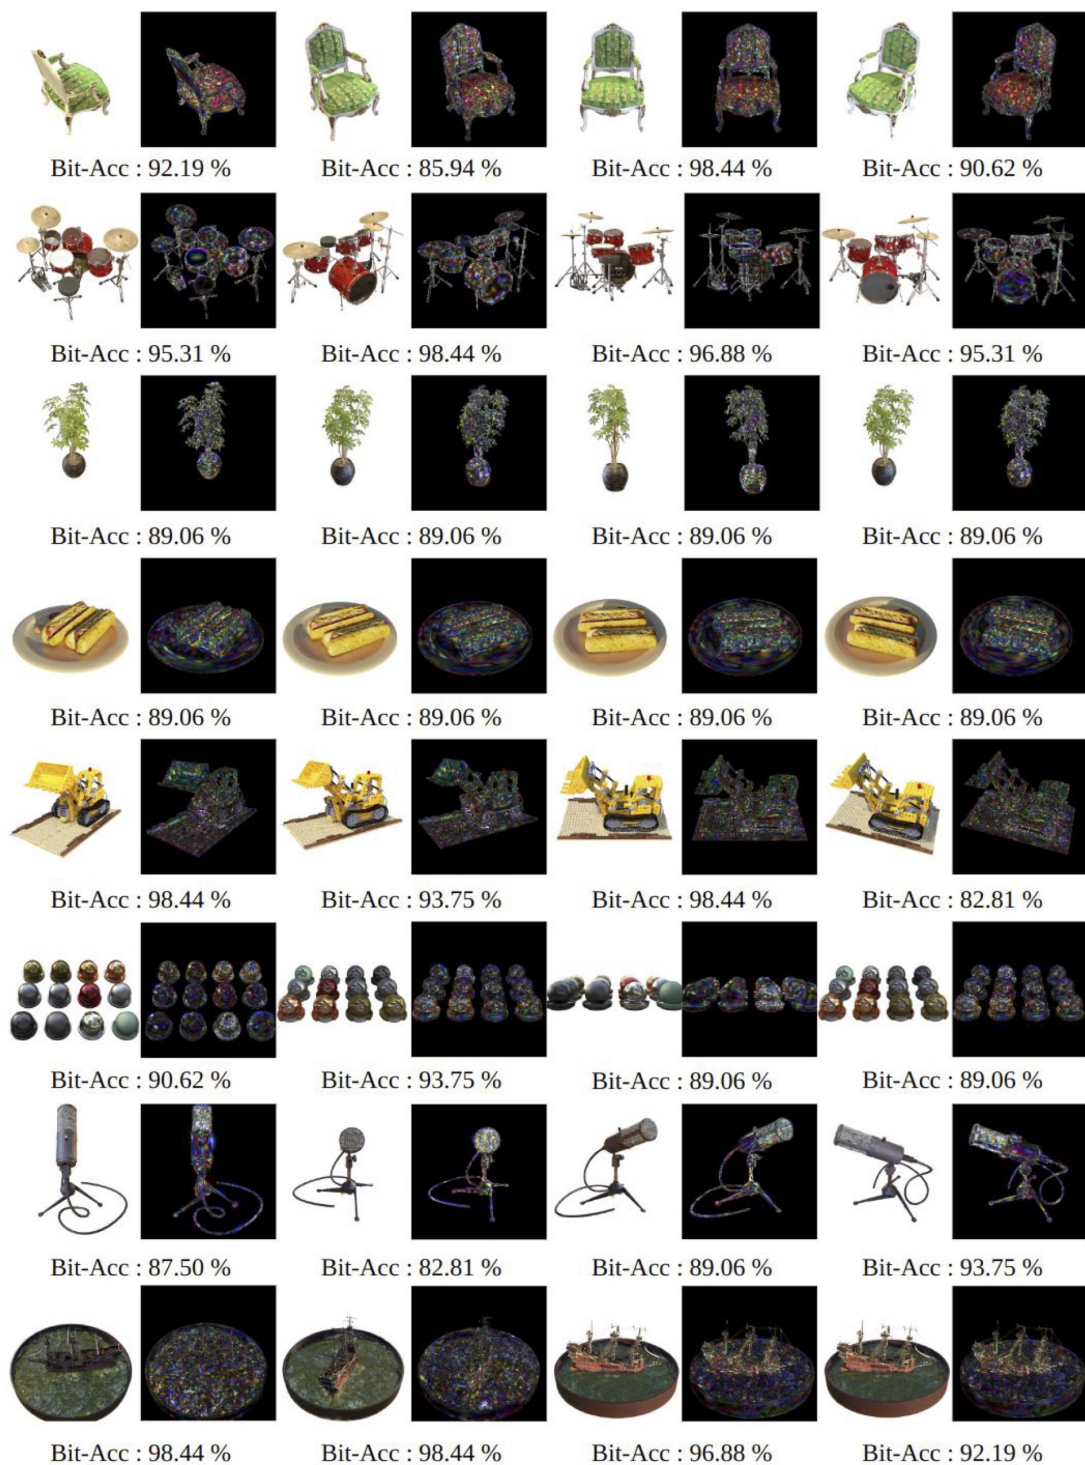 Bit-Acc : 92.19 % Bit-Acc : 85.94 % Bit-Acc : 98.44 % Bit-Acc : 90.62 %
Bit-Acc : 95.31 % Bit-Acc : 98.44 % Bit-Acc : 96.88 % Bit-Acc : 95.31 %
Bit-Acc : 89.06 % Bit-Acc : 89.06 % Bit-Acc : 89.06 % Bit-Acc : 89.06 %
Bit-Acc : 89.06 % Bit-Acc : 89.06 % Bit-Acc : 89.06 % Bit-Acc : 89.06 %
Bit-Acc : 98.44 % Bit-Acc : 93.75 % Bit-Acc : 98.44 % Bit-Acc : 82.81 %
Bit-Acc : 90.62 % Bit-Acc : 93.75 % Bit-Acc : 89.06 % Bit-Acc : 89.06 %
Bit-Acc : 87.50 % Bit-Acc : 82.81 % Bit-Acc : 89.06 % Bit-Acc : 93.75 %
Bit-Acc : 98.44 % Bit-Acc : 98.44 % Bit-Acc : 96.88 % Bit-Acc : 92.19 %